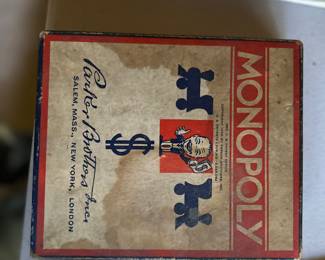 MONOPOLY
$
Parker Brothers Inc.
SALEM, MASS., NEW YORK, LONDON